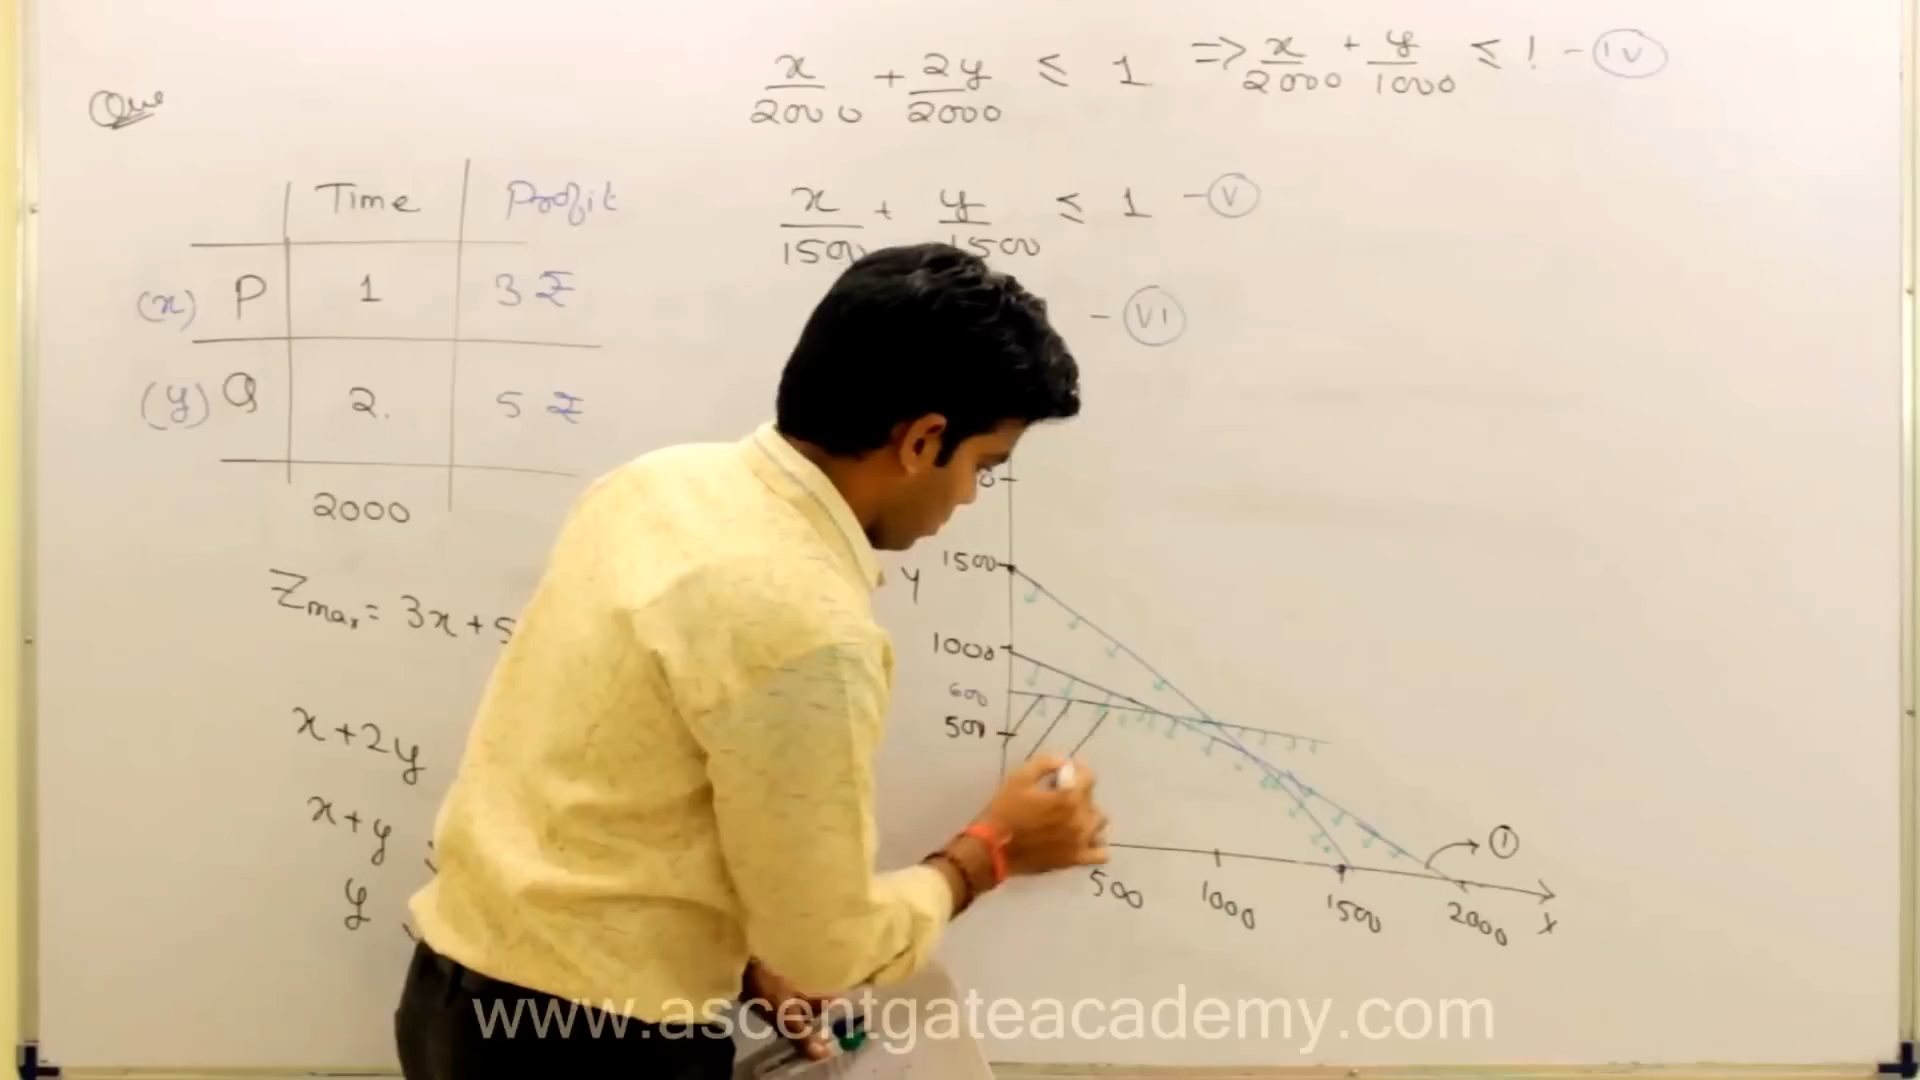 Que
x/2000 + 2y/2000 ≤ 1 => x/2000 + y/1000 ≤ 1 - (IV)
x/1500 + y/1500 ≤ 1 - (V)
- (VI)
Time Profit
(x) P 1 3 ₹
(y) Q 2. 5 ₹
2000
Zmax = 3x + 5
x + 2y
x + y
y
Y
1500
1000
600
500
500 1000 1500 2000 X
(1)
www.ascentgateacademy.com